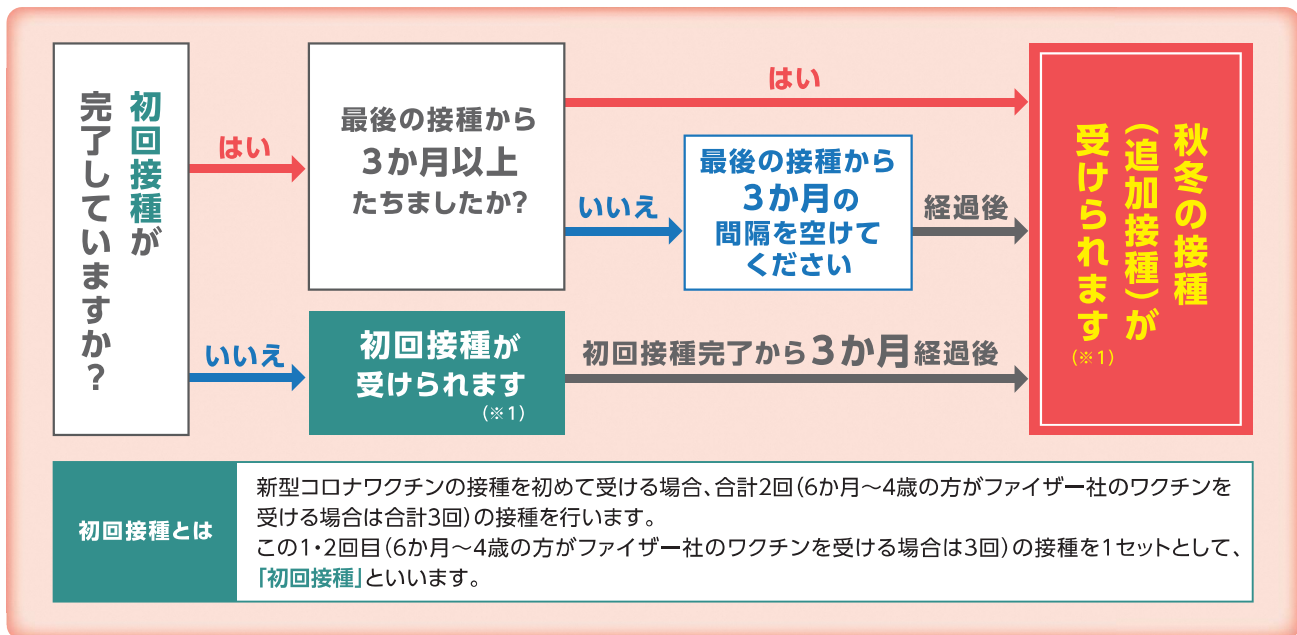 初回接種が
完了していますか？
はい
いいえ
最後の接種から
3か月以上
たちましたか？
はい
いいえ
最後の接種から
3か月の
間隔を空けて
ください
経過後
初回接種が
受けられます
（※1）
初回接種完了から3か月経過後
秋冬の接種
（追加接種）が
受けられます
（※1）
初回接種とは
新型コロナワクチンの接種を初めて受ける場合、合計2回（6か月～4歳の方がファイザー社のワクチンを
受ける場合は合計3回）の接種を行います。
この1・2回目（6か月～4歳の方がファイザー社のワクチンを受ける場合は3回）の接種を1セットとして、
「初回接種」といいます。